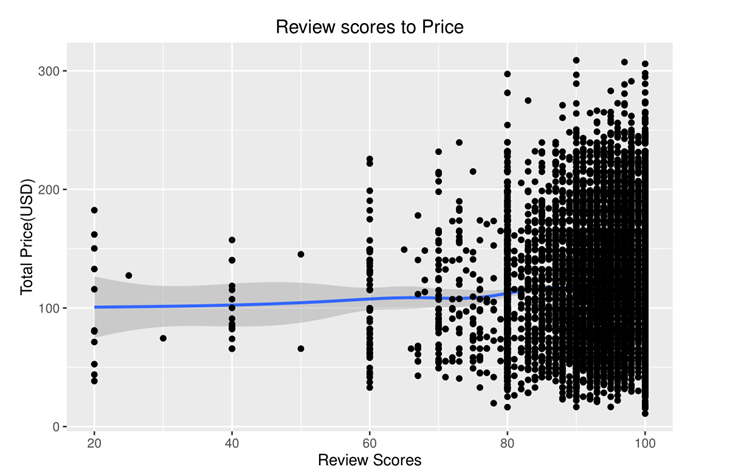 Review scores to Price
Total Price(USD)
300
200
100
0
20 40 60 80 100
Review Scores